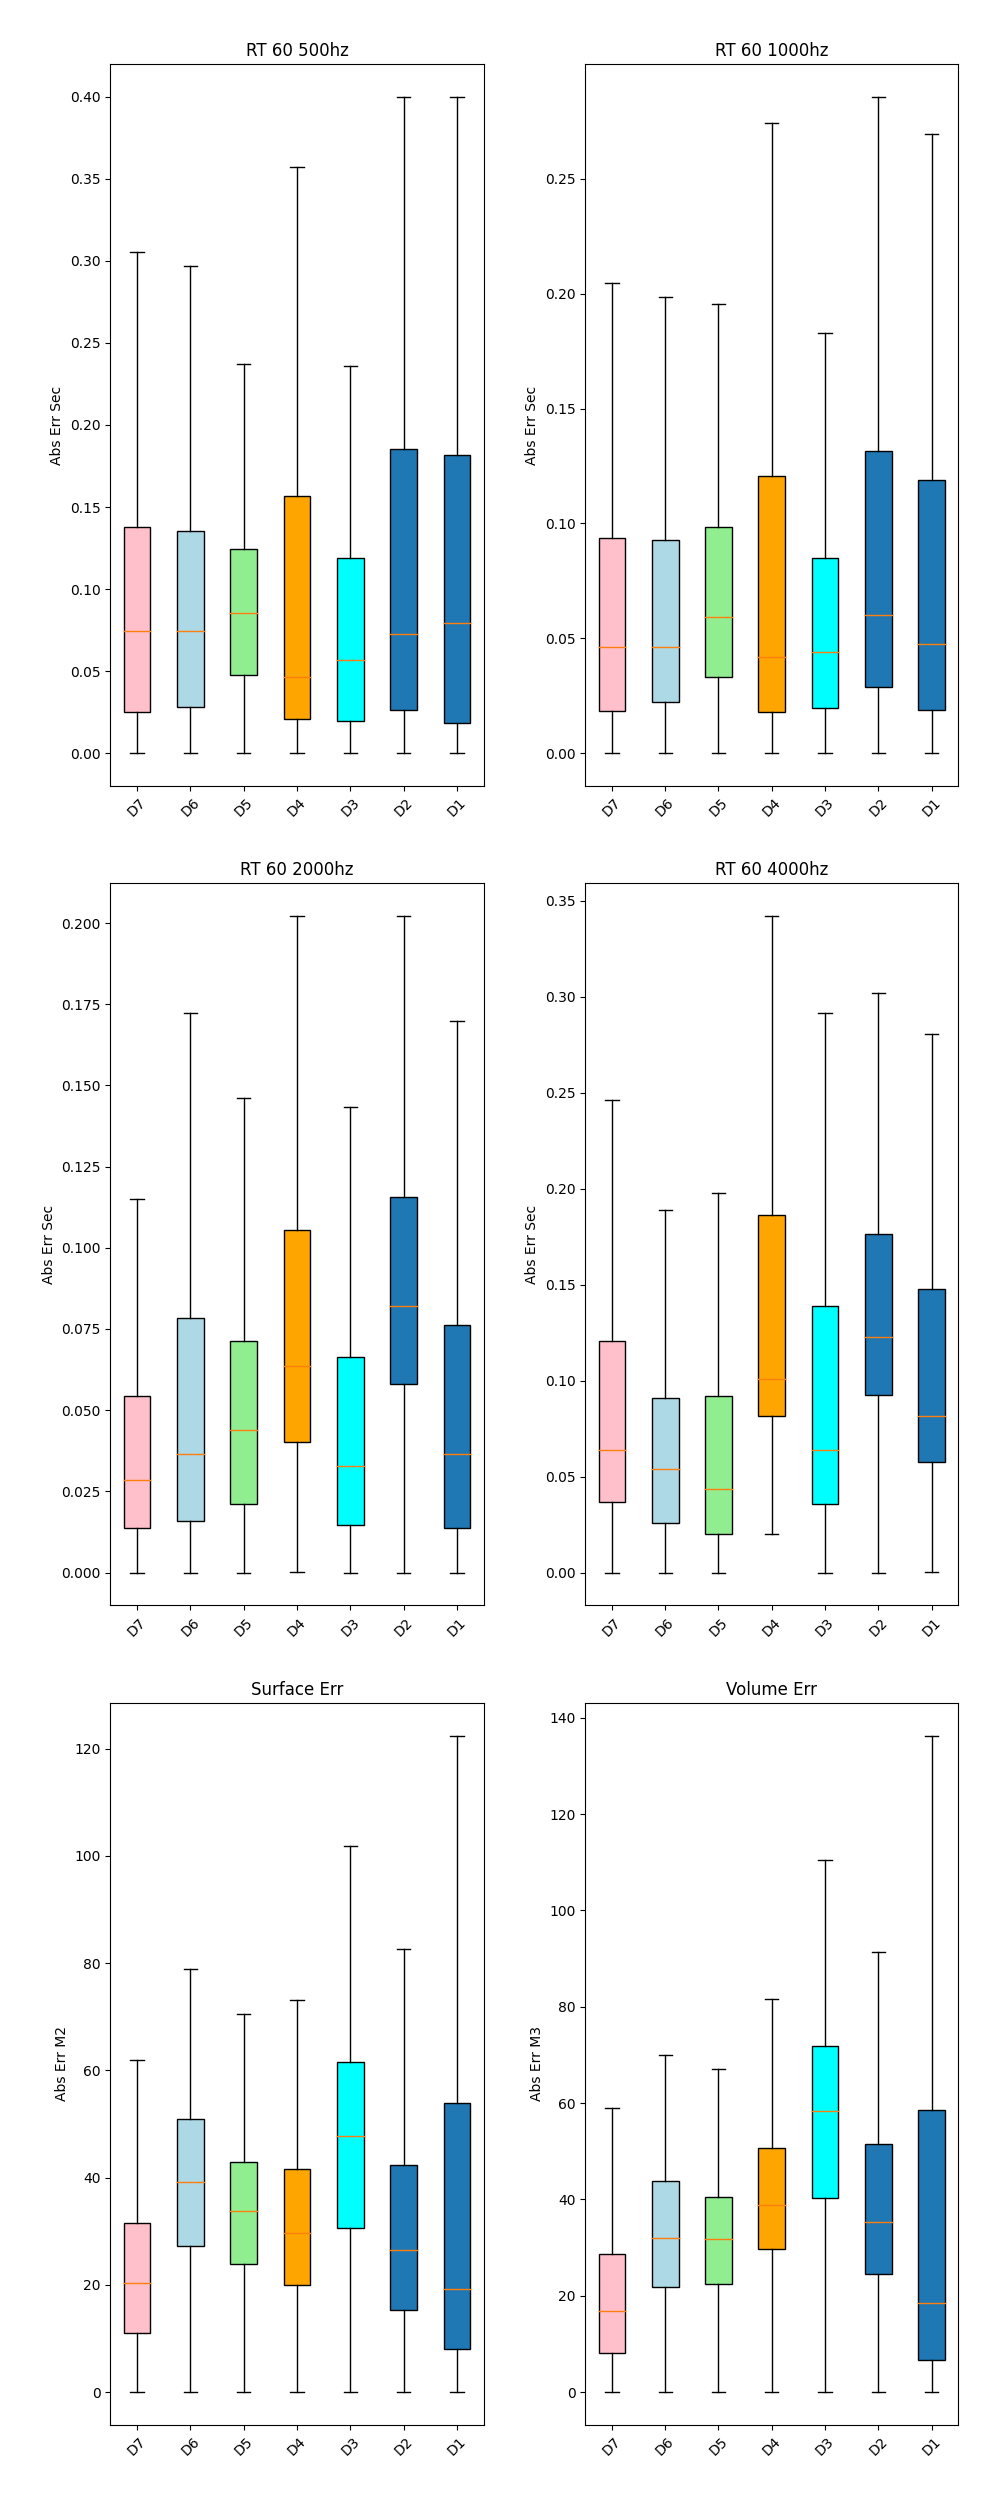 RT 60 500hz
Abs Err Sec
0.40
0.35
0.30
0.25
0.20
0.15
0.10
0.05
0.00
D7 D6 D5 D4 D3 D2 D1
RT 60 1000hz
Abs Err Sec
0.25
0.20
0.15
0.10
0.05
0.00
D7 D6 D5 D4 D3 D2 D1
RT 60 2000hz
Abs Err Sec
0.200
0.175
0.150
0.125
0.100
0.075
0.050
0.025
0.000
D7 D6 D5 D4 D3 D2 D1
RT 60 4000hz
Abs Err Sec
0.35
0.30
0.25
0.20
0.15
0.10
0.05
0.00
D7 D6 D5 D4 D3 D2 D1
Surface Err
Abs Err M2
120
100
80
60
40
20
0
D7 D6 D5 D4 D3 D2 D1
Volume Err
Abs Err M3
140
120
100
80
60
40
20
0
D7 D6 D5 D4 D3 D2 D1